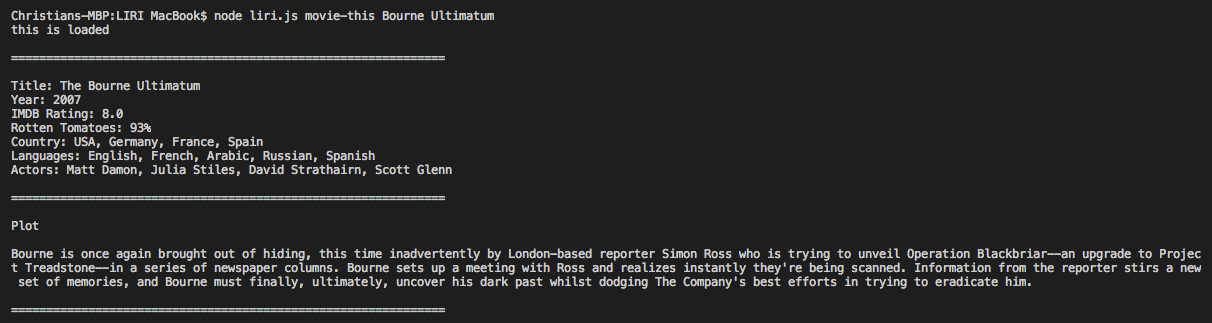 Christians-MBP:LIRI MacBook$ node liri.js movie-this Bourne Ultimatum
this is loaded
══════════════════════════════════════════════════════════════
Title: The Bourne Ultimatum
Year: 2007
IMDB Rating: 8.0
Rotten Tomatoes: 93%
Country: USA, Germany, France, Spain
Languages: English, French, Arabic, Russian, Spanish
Actors: Matt Damon, Julia Stiles, David Strathairn, Scott Glenn
══════════════════════════════════════════════════════════════
Plot
Bourne is once again brought out of hiding, this time inadvertently by London-based reporter Simon Ross who is trying to unveil Operation Blackbriar--an upgrade to Projec
t Treadstone--in a series of newspaper columns. Bourne sets up a meeting with Ross and realizes instantly they're being scanned. Information from the reporter stirs a new
 set of memories, and Bourne must finally, ultimately, uncover his dark past whilst dodging The Company's best efforts in trying to eradicate him.
══════════════════════════════════════════════════════════════